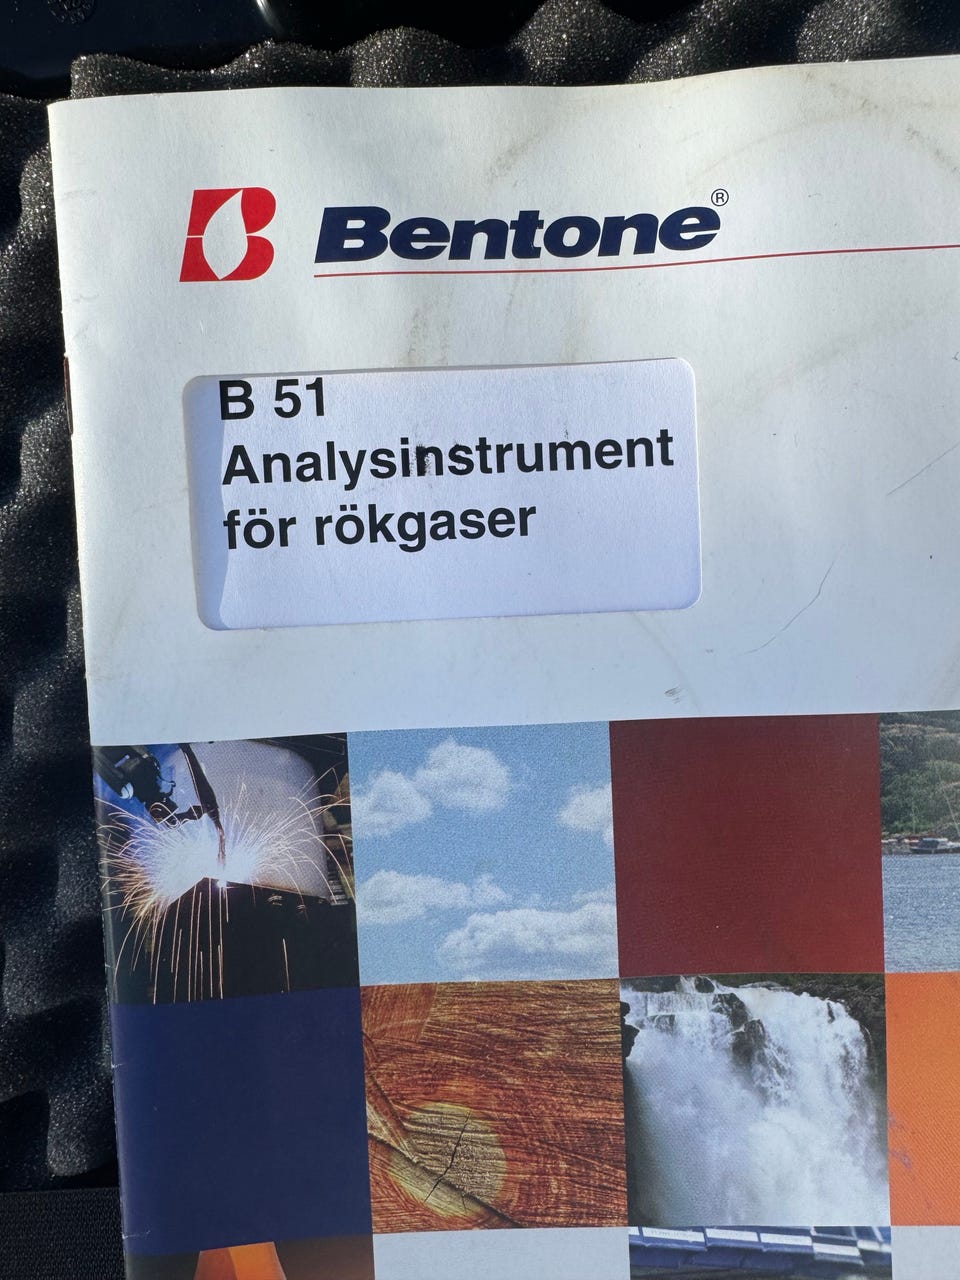 B Bentone®
B 51
Analysinstrument
för rökgaser